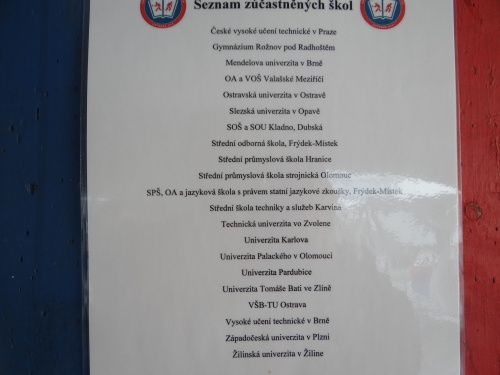 Seznam zúčastněných škol
České vysoké učení technické v Praze
Gymnázium Rožnov pod Radhoštěm
Mendelova univerzita v Brně
OA a VOŠ Valašské Meziříčí
Ostravská univerzita v Ostravě
Slezská univerzita v Opavě
SOŠ a SOU Kladno, Dubská
Střední odborná škola, Frýdek-Místek
Střední průmyslová škola Hranice
Střední průmyslová škola strojnická Olomouc
SPŠ, OA a jazyková škola s právem statní jazykové zkoušky, Frýdek-Místek
Střední škola techniky a služeb Karviná
Technická univerzita vo Zvolene
Univerzita Karlova
Univerzita Palackého v Olomouci
Univerzita Pardubice
Univerzita Tomáše Bati ve Zlíně
VŠB-TU Ostrava
Vysoké učení technické v Brně
Západočeská univerzita v Plzni
Žilinská univerzita v Žiline